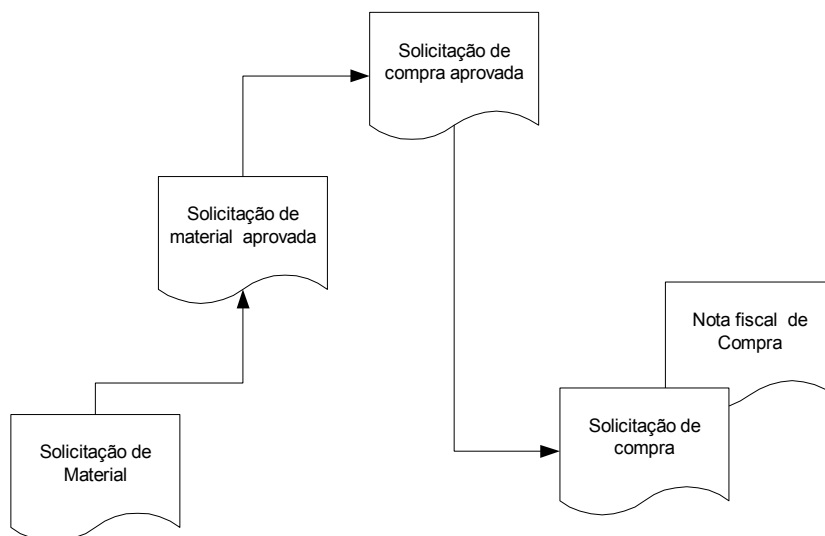 Solicitação de
compra aprovada
Solicitação de
material aprovada
Nota fiscal de
Compra
Solicitação de
compra
Solicitação de
Material